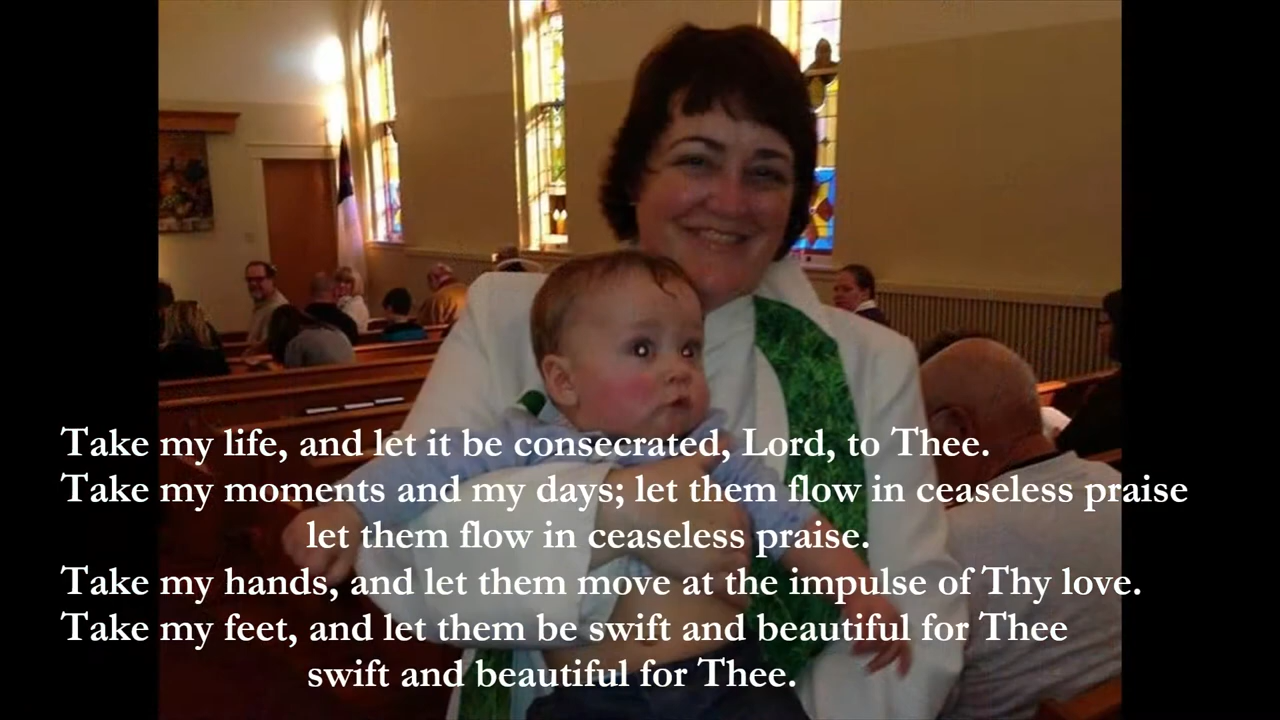 Take my life, and let it be consecrated, Lord, to Thee.
Take my moments and my days; let them flow in ceaseless praise
let them flow in ceaseless praise.
Take my hands, and let them move at the impulse of Thy love.
Take my feet, and let them be swift and beautiful for Thee
swift and beautiful for Thee.